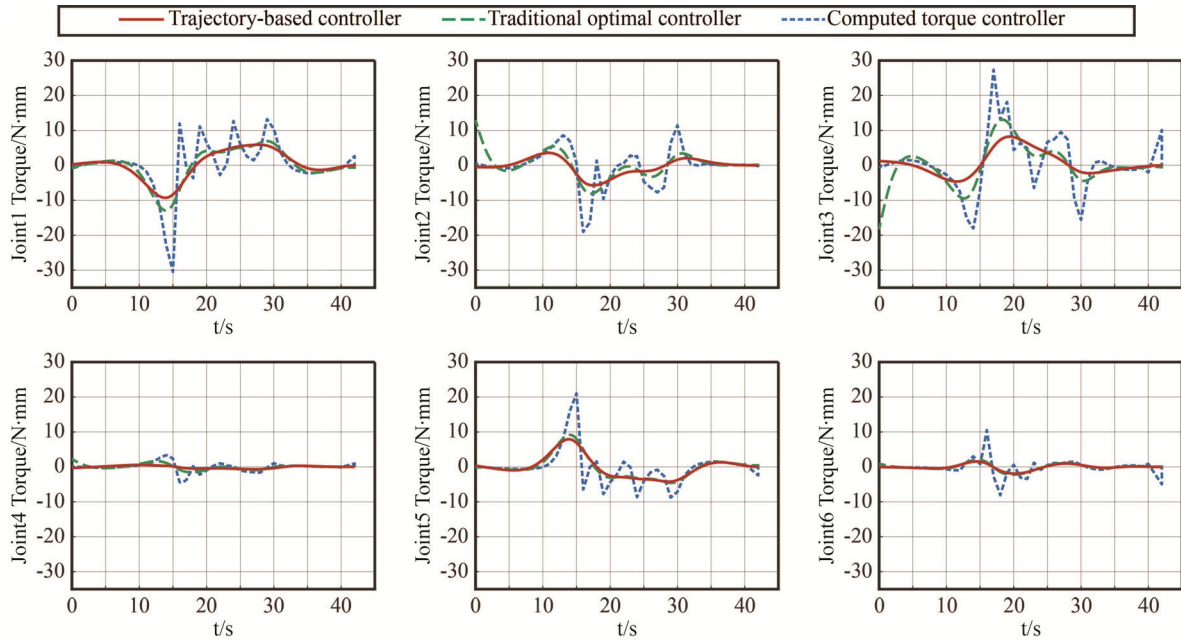 Trajectory-based controller Traditional optimal controller Computed torque controller
30
20
10
0
-10
-20
-30
Joint1 Torque/N·mm
0 10 20 30 40
t/s
30
20
10
0
-10
-20
-30
Joint2 Torque/N·mm
0 10 20 30 40
t/s
30
20
10
0
-10
-20
-30
Joint3 Torque/N·mm
0 10 20 30 40
t/s
30
20
10
0
-10
-20
-30
Joint4 Torque/N·mm
0 10 20 30 40
t/s
30
20
10
0
-10
-20
-30
Joint5 Torque/N·mm
0 10 20 30 40
t/s
30
20
10
0
-10
-20
-30
Joint6 Torque/N·mm
0 10 20 30 40
t/s